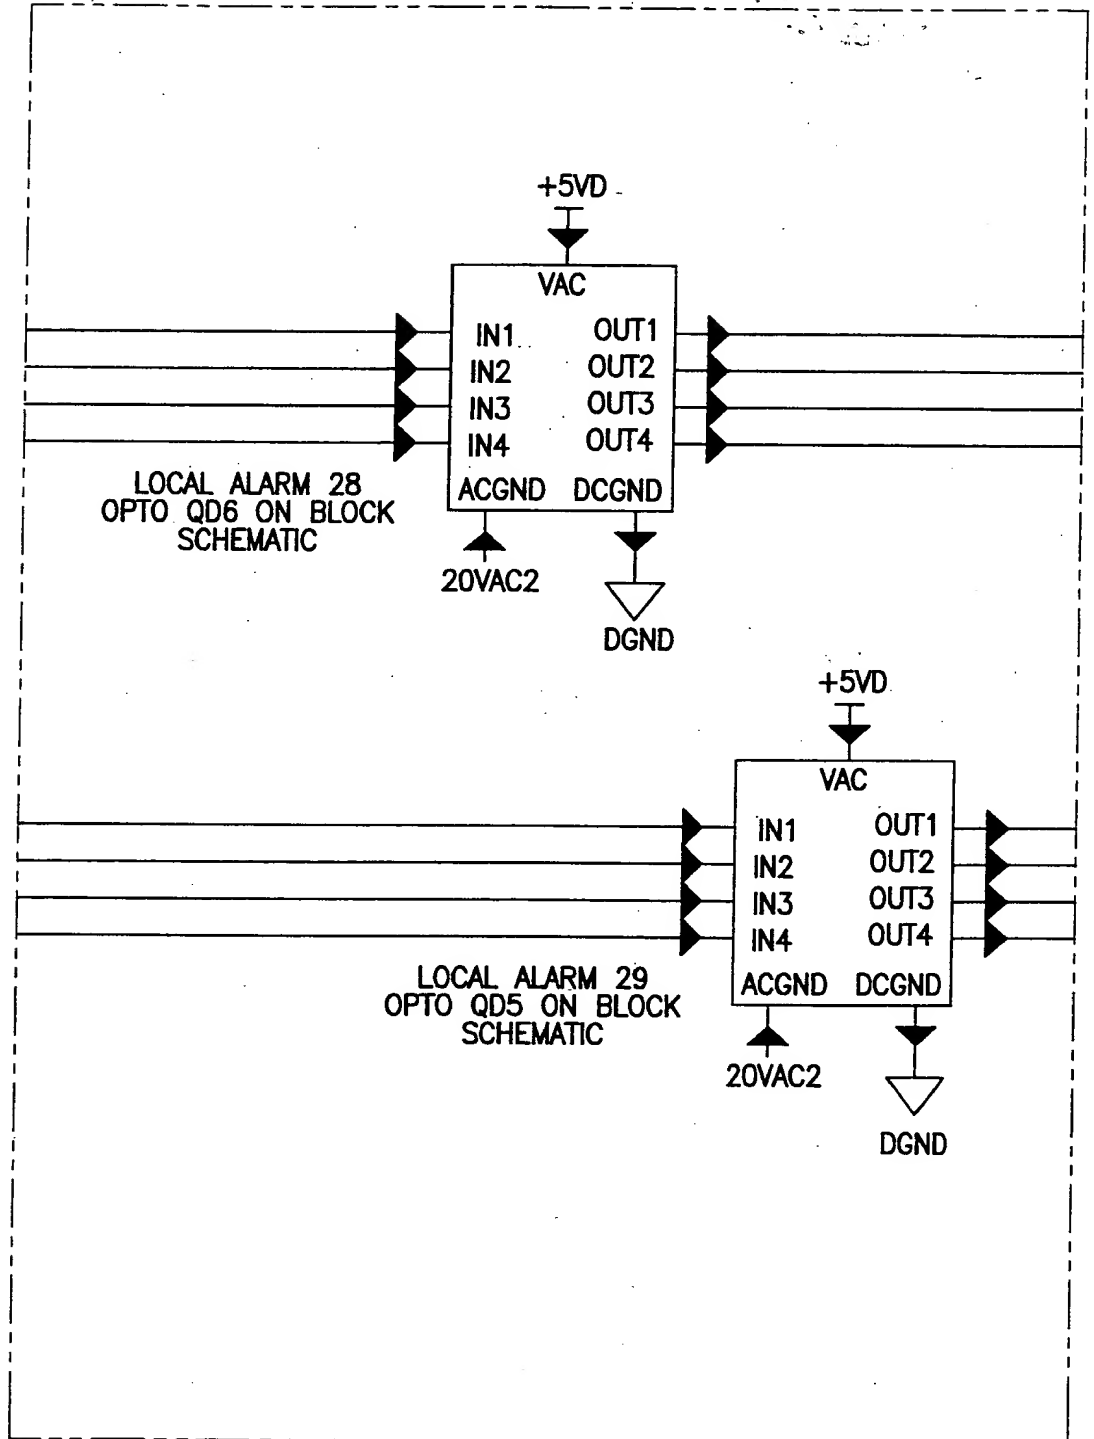 +5VD
VAC
IN1 OUT1
IN2 OUT2
IN3 OUT3
IN4 OUT4
ACGND DCGND
LOCAL ALARM 28
OPTO QD6 ON BLOCK
SCHEMATIC
20VAC2
DGND
+5VD
VAC
IN1 OUT1
IN2 OUT2
IN3 OUT3
IN4 OUT4
ACGND DCGND
LOCAL ALARM 29
OPTO QD5 ON BLOCK
SCHEMATIC
20VAC2
DGND